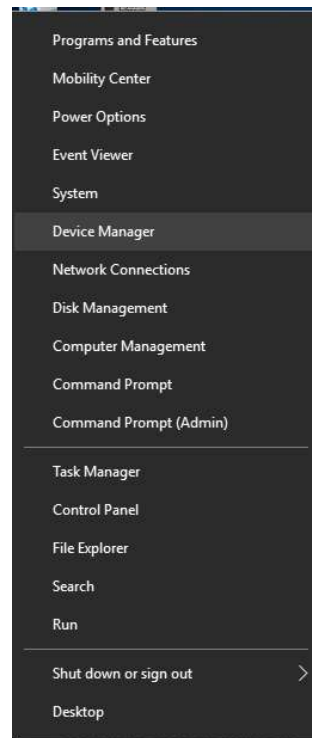 Programs and Features
Mobility Center
Power Options
Event Viewer
System
Device Manager
Network Connections
Disk Management
Computer Management
Command Prompt
Command Prompt (Admin)
Task Manager
Control Panel
File Explorer
Search
Run
Shut down or sign out
Desktop